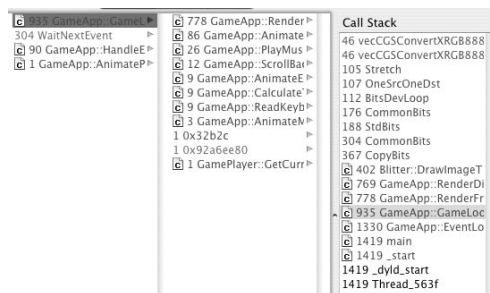 935 GameApp::GameL
304 WaitNextEvent
90 GameApp::HandleE
1 GameApp::AnimateP
778 GameApp::Render
86 GameApp::Animate
26 GameApp::PlayMus
12 GameApp::ScrollBac
9 GameApp::AnimateE
9 GameApp::Calculate
9 GameApp::ReadKeyb
3 GameApp::AnimateM
1 0x32b2c
1 0x92a6ee80
1 GamePlayer::GetCurr
Call Stack
46 vecCGSConvertXRGB888
46 vecCGSConvertXRGB888
105 Stretch
107 OneSrcOneDst
112 BitsDevLoop
176 CommonBits
188 StdBits
304 CommonBits
367 CopyBits
402 Blitter::DrawImageT
769 GameApp::RenderDi
778 GameApp::RenderFr
935 GameApp::GameLoc
1330 GameApp::EventLo
1419 main
1419 _start
1419 _dyld_start
1419 Thread_563f